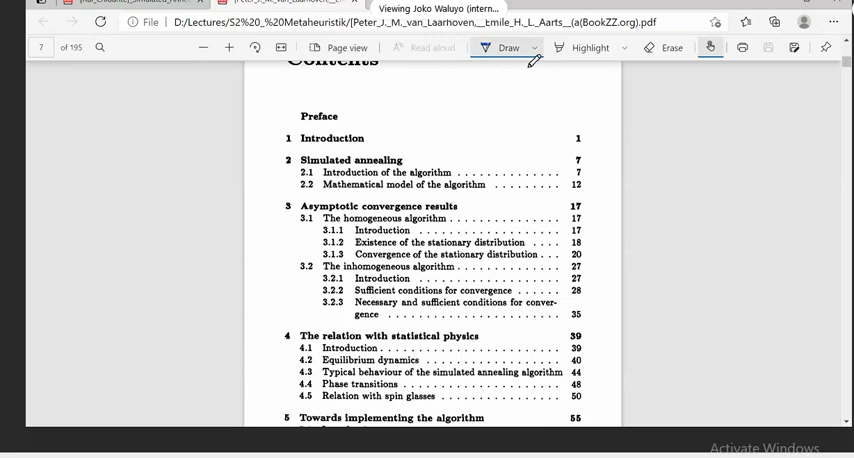 Viewing Joko Waluyo (intern...
File D:/Lectures/S2%20_%20Metaheuristik/[Peter_J._M._van_Laarhoven,__Emile_H._L._Aarts__(a(BookZZ.org).pdf
7 of 195 Page view Read aloud Draw Highlight Erase
Contents
Preface
1 Introduction 1
2 Simulated annealing 7
2.1 Introduction of the algorithm . . . . . . . . . . . . . . 7
2.2 Mathematical model of the algorithm . . . . . . . . . 12
3 Asymptotic convergence results 17
3.1 The homogeneous algorithm . . . . . . . . . . . . . . . 17
3.1.1 Introduction . . . . . . . . . . . . . . . . . . 17
3.1.2 Existence of the stationary distribution . . . . 18
3.1.3 Convergence of the stationary distribution . . . 20
3.2 The inhomogeneous algorithm . . . . . . . . . . . . . . 27
3.2.1 Introduction . . . . . . . . . . . . . . . . . . 27
3.2.2 Sufficient conditions for convergence . . . . . . 28
3.2.3 Necessary and sufficient conditions for conver-
gence . . . . . . . . . . . . . . . . . . . . . . 35
4 The relation with statistical physics 39
4.1 Introduction . . . . . . . . . . . . . . . . . . . . . . . 39
4.2 Equilibrium dynamics . . . . . . . . . . . . . . . . . . 40
4.3 Typical behaviour of the simulated annealing algorithm 44
4.4 Phase transitions . . . . . . . . . . . . . . . . . . . . 48
4.5 Relation with spin glasses . . . . . . . . . . . . . . . . 50
5 Towards implementing the algorithm 55
Activate Windows